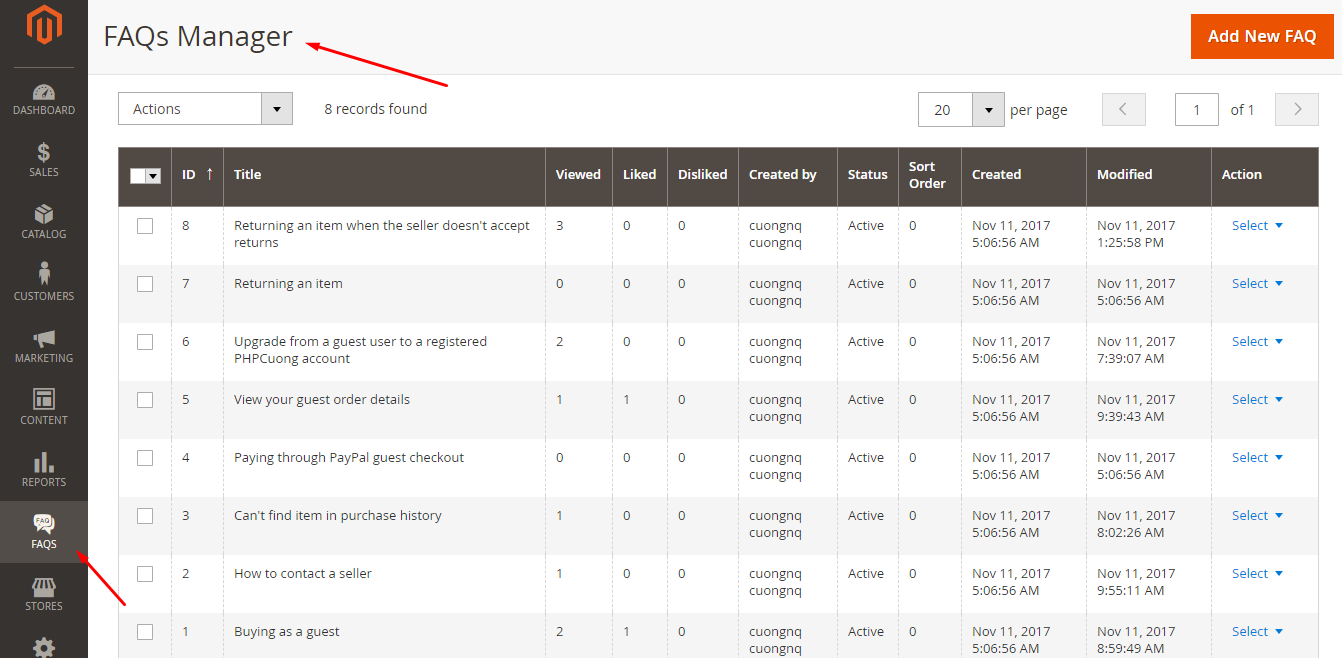 FAQs Manager
Add New FAQ
DASHBOARD
SALES
CATALOG
CUSTOMERS
MARKETING
CONTENT
REPORTS
FAQ
FAQS
STORES
Actions
8 records found
20
per page
1
of 1
ID ↑ Title Viewed Liked Disliked Created by Status Sort Order Created Modified Action
8 Returning an item when the seller doesn't accept 3 0 0 cuongnq Active 0 Nov 11, 2017 Nov 11, 2017 Select
returns cuongnq 5:06:56 AM 1:25:58 PM
7 Returning an item 0 0 0 cuongnq Active 0 Nov 11, 2017 Nov 11, 2017 Select
cuongnq 5:06:56 AM 5:06:56 AM
6 Upgrade from a guest user to a registered 2 0 0 cuongnq Active 0 Nov 11, 2017 Nov 11, 2017 Select
PHPCuong account cuongnq 5:06:56 AM 7:39:07 AM
5 View your guest order details 1 1 0 cuongnq Active 0 Nov 11, 2017 Nov 11, 2017 Select
cuongnq 5:06:56 AM 9:39:43 AM
4 Paying through PayPal guest checkout 0 0 0 cuongnq Active 0 Nov 11, 2017 Nov 11, 2017 Select
cuongnq 5:06:56 AM 5:06:56 AM
3 Can't find item in purchase history 1 0 0 cuongnq Active 0 Nov 11, 2017 Nov 11, 2017 Select
cuongnq 5:06:56 AM 8:02:26 AM
2 How to contact a seller 1 0 0 cuongnq Active 0 Nov 11, 2017 Nov 11, 2017 Select
cuongnq 5:06:56 AM 9:55:11 AM
1 Buying as a guest 2 1 0 cuongnq Active 0 Nov 11, 2017 Nov 11, 2017 Select
cuongnq 5:06:56 AM 8:59:49 AM